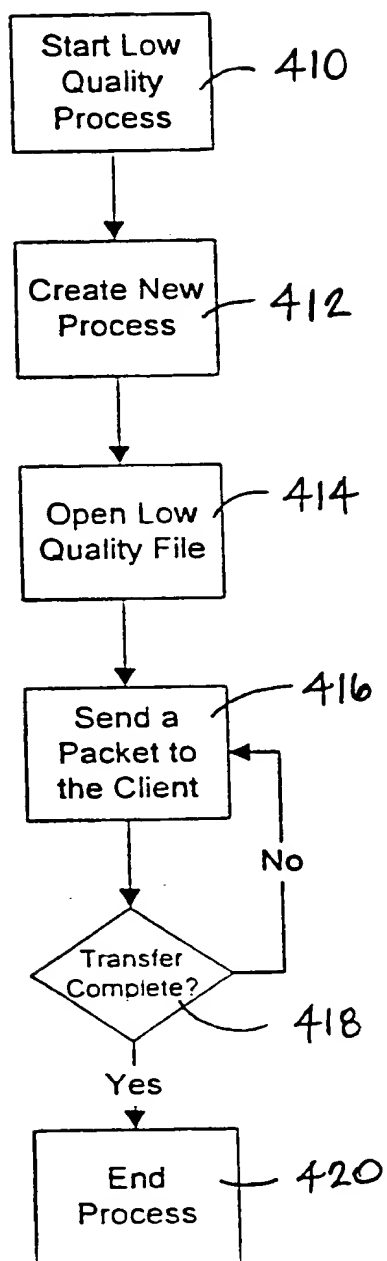 Start Low
Quality
Process
410
Create New
Process
412
Open Low
Quality File
414
Send a
Packet to
the Client
416
No
Transfer
Complete?
418
Yes
End
Process
420